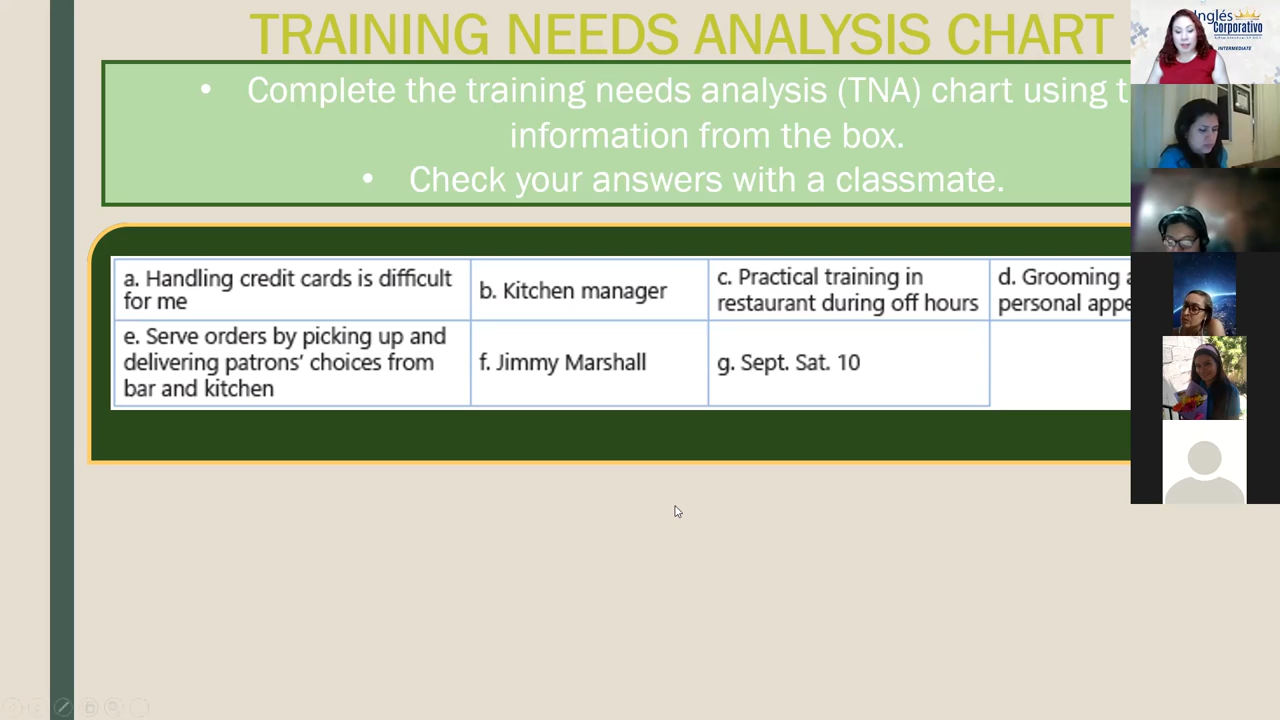 TRAINING NEEDS ANALYSIS CHART
• Complete the training needs analysis (TNA) chart using
information from the box.
• Check your answers with a classmate.
a. Handling credit cards is difficult
for me
b. Kitchen manager
c. Practical training in
restaurant during off hours
d. Grooming
personal
e. Serve orders by picking up and
delivering patrons' choices from
bar and kitchen
f. Jimmy Marshall
g. Sept. Sat. 10
Inglés
Corporativo
INTERMEDIATE